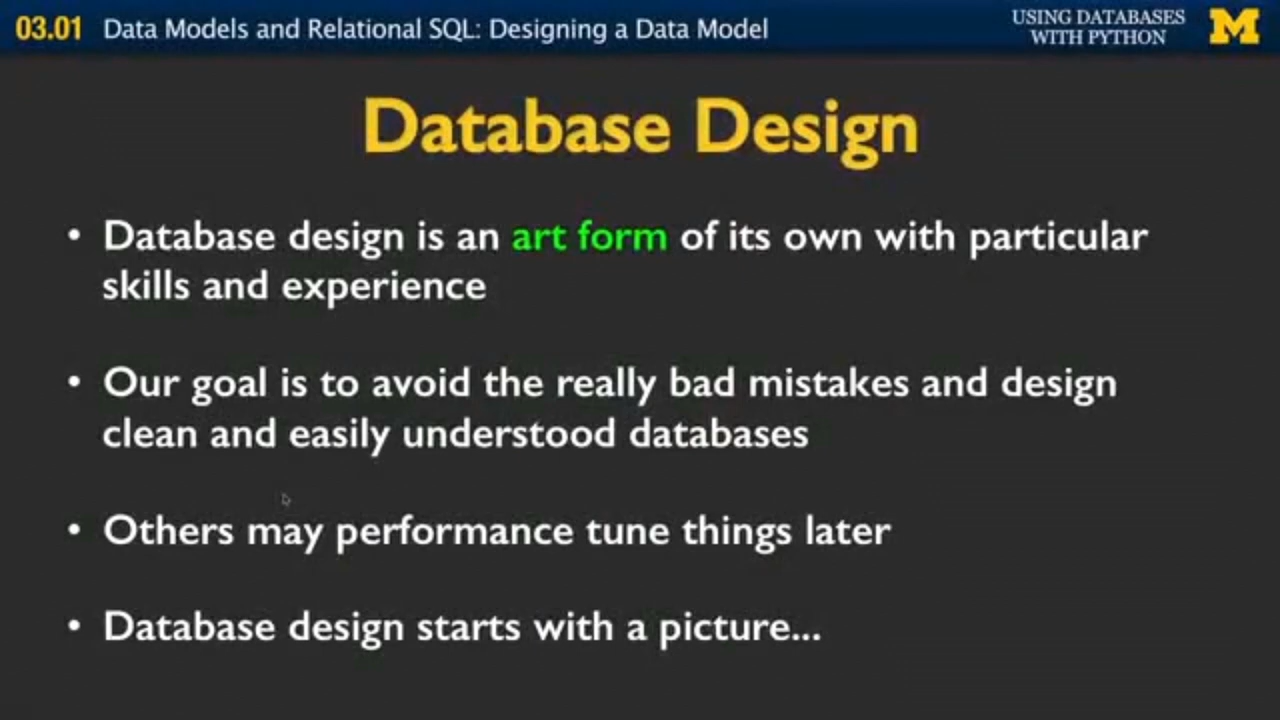 03.01 Data Models and Relational SQL: Designing a Data Model
USING DATABASES
WITH PYTHON
M
Database Design
• Database design is an art form of its own with particular
skills and experience
• Our goal is to avoid the really bad mistakes and design
clean and easily understood databases
• Others may performance tune things later
• Database design starts with a picture...